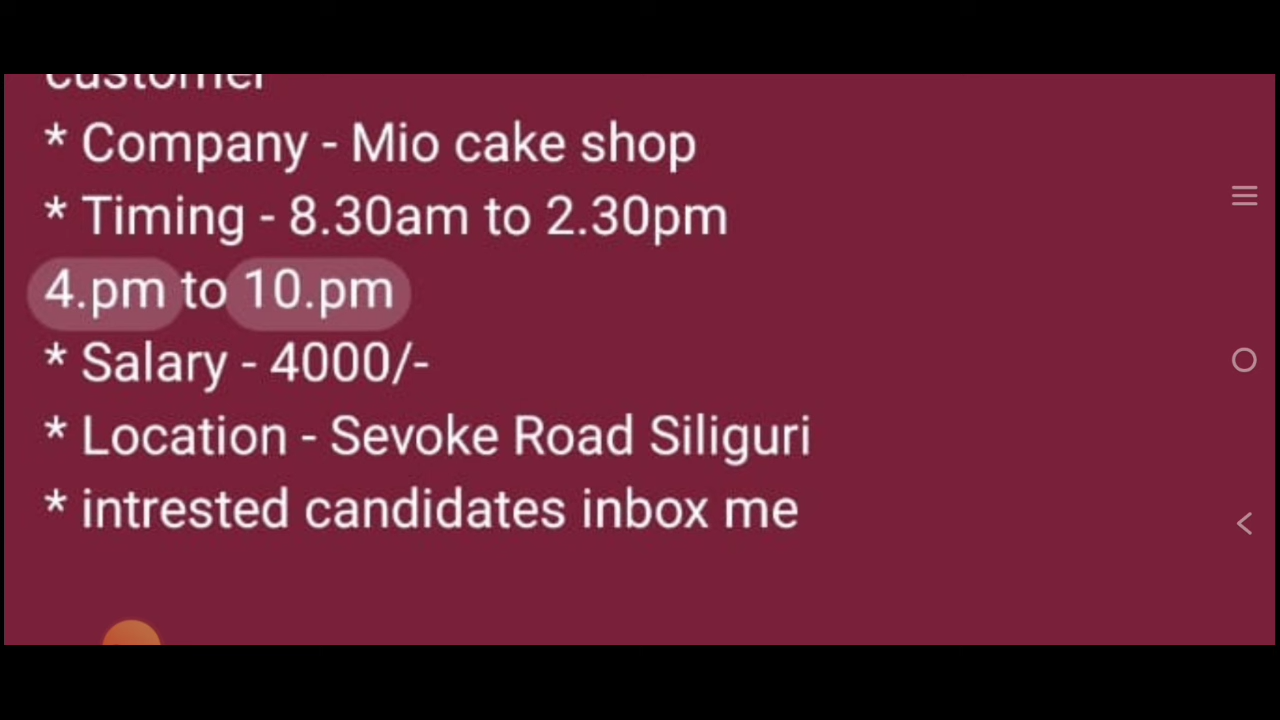 customer
* Company - Mio cake shop
* Timing - 8.30am to 2.30pm
4.pm to 10.pm
* Salary - 4000/-
* Location - Sevoke Road Siliguri
* intrested candidates inbox me